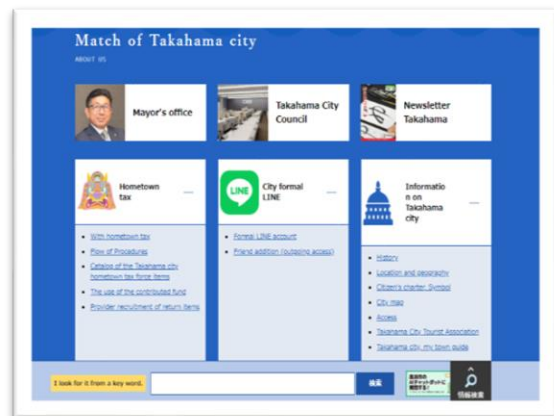 Match of Takahama city
ABOUT US
Mayor's office
Takahama City
Council
Newsletter
Takahama
Hometown
tax
LINE
City formal
LINE
Informatio
n on
Takahama
city
With hometown tax
Flow of Procedures
Catalog of the Takahama city
hometown tax force items
The use of the contributed fund
Provider recruitment of return items
Formal LINE account
Friend addition (outgoing access)
History
Location and geography
Citizen's charter, Symbol
City map
Access
Takahama City Tourist Association
Takahama city, my town guide
I look for it from a key word.
検索
情報検索